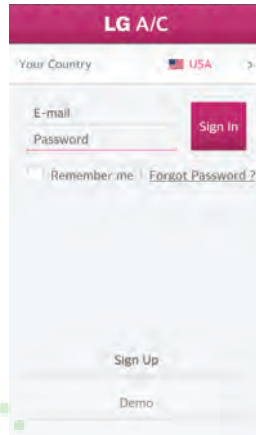 LG A/C
Your Country USA >
E-mail
Password
Sign In
Remember me | Forgot Password ?
Sign Up
Demo